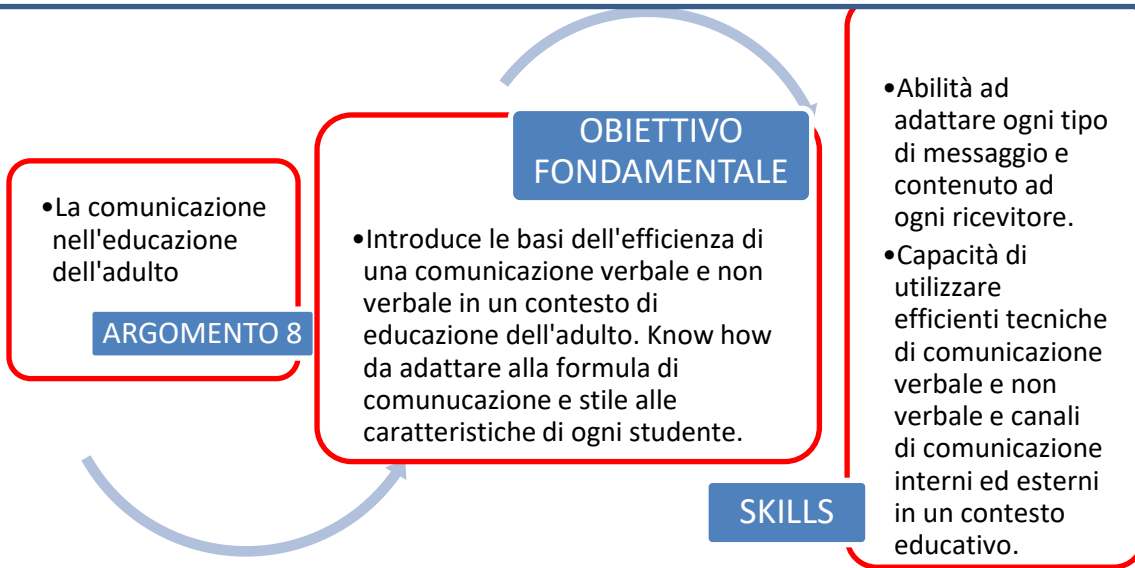 •La comunicazione
nell'educazione
dell'adulto
ARGOMENTO 8
OBIETTIVO
FONDAMENTALE
•Introduce le basi dell'efficienza di
una comunicazione verbale e non
verbale in un contesto di
educazione dell'adulto. Know how
da adattare alla formula di
comunucazione e stile alle
caratteristiche di ogni studente.
SKILLS
•Abilità ad
adattare ogni tipo
di messaggio e
contenuto ad
ogni ricevitore.
•Capacità di
utilizzare
efficienti tecniche
di comunicazione
verbale e non
verbale e canali
di comunicazione
interni ed esterni
in un contesto
educativo.